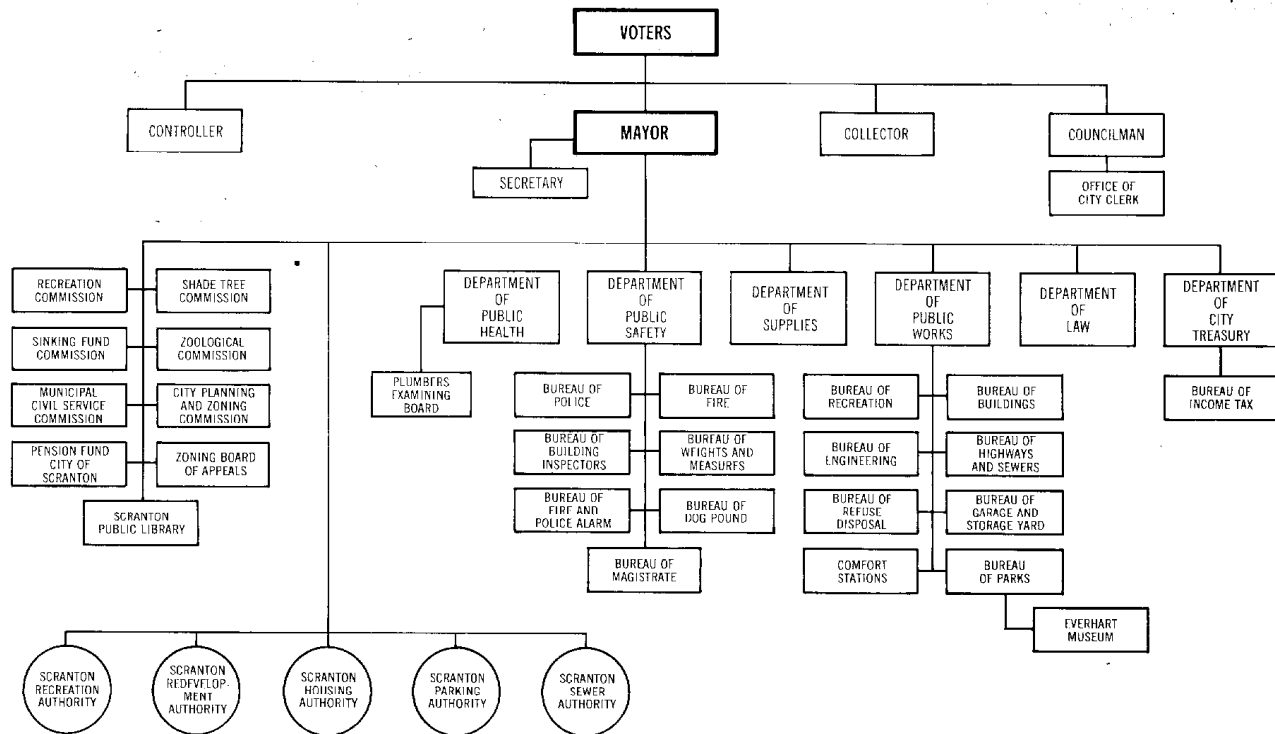 VOTERS
CONTROLLER
MAYOR
COLLECTOR
COUNCILMAN
SECRETARY
OFFICE OF
CITY CLERK
RECREATION
COMMISSION
SHADE TREE
COMMISSION
SINKING FUND
COMMISSION
ZOOLOGICAL
COMMISSION
MUNICIPAL
CIVIL SERVICE
COMMISSION
CITY PLANNING
AND ZONING
COMMISSION
PENSION FUND
CITY OF
SCRANTON
ZONING BOARD
OF APPEALS
SCRANTON
PUBLIC LIBRARY
DEPARTMENT
OF
PUBLIC
HEALTH
DEPARTMENT
OF
PUBLIC
SAFETY
DEPARTMENT
OF
SUPPLIES
DEPARTMENT
OF
PUBLIC
WORKS
DEPARTMENT
OF
LAW
DEPARTMENT
OF
CITY
TREASURY
PLUMBERS
EXAMINING
BOARD
BUREAU OF
POLICE
BUREAU OF
FIRE
BUREAU OF
BUILDING
INSPECTORS
BUREAU OF
WEIGHTS AND
MEASURES
BUREAU OF
FIRE AND
POLICE ALARM
BUREAU OF
DOG POUND
BUREAU OF
MAGISTRATE
BUREAU OF
RECREATION
BUREAU OF
BUILDINGS
BUREAU OF
ENGINEERING
BUREAU OF
HIGHWAYS
AND SEWERS
BUREAU OF
REFUSE
DISPOSAL
BUREAU OF
GARAGE AND
STORAGE YARD
COMFORT
STATIONS
BUREAU
OF PARKS
EVERHART
MUSEUM
BUREAU OF
INCOME TAX
SCRANTON
RECREATION
AUTHORITY
SCRANTON
REDEVELOP-
MENT
AUTHORITY
SCRANTON
HOUSING
AUTHORITY
SCRANTON
PARKING
AUTHORITY
SCRANTON
SEWER
AUTHORITY